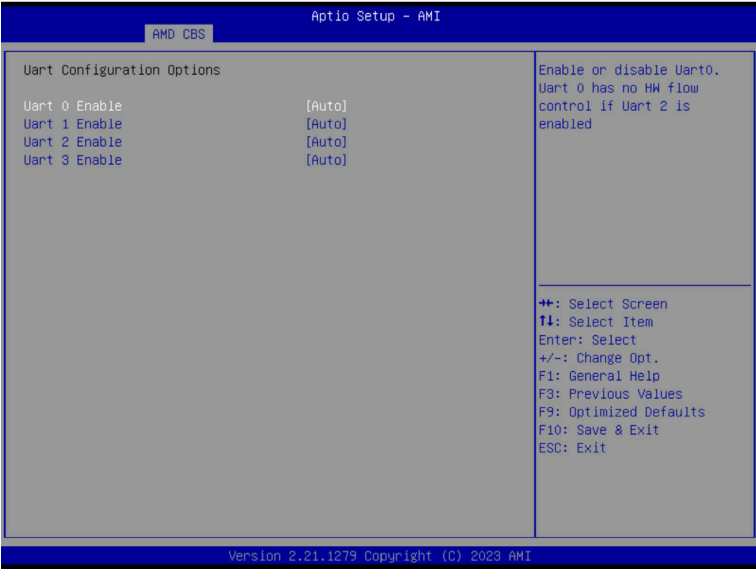 Aptio Setup – AMI
AMD CBS
Uart Configuration Options
Uart 0 Enable [Auto]
Uart 1 Enable [Auto]
Uart 2 Enable [Auto]
Uart 3 Enable [Auto]
Enable or disable Uart0.
Uart 0 has no HW flow
control if Uart 2 is
enabled
→←: Select Screen
↑↓: Select Item
Enter: Select
+/-: Change Opt.
F1: General Help
F3: Previous Values
F9: Optimized Defaults
F10: Save & Exit
ESC: Exit
Version 2.21.1279 Copyright (C) 2023 AMI